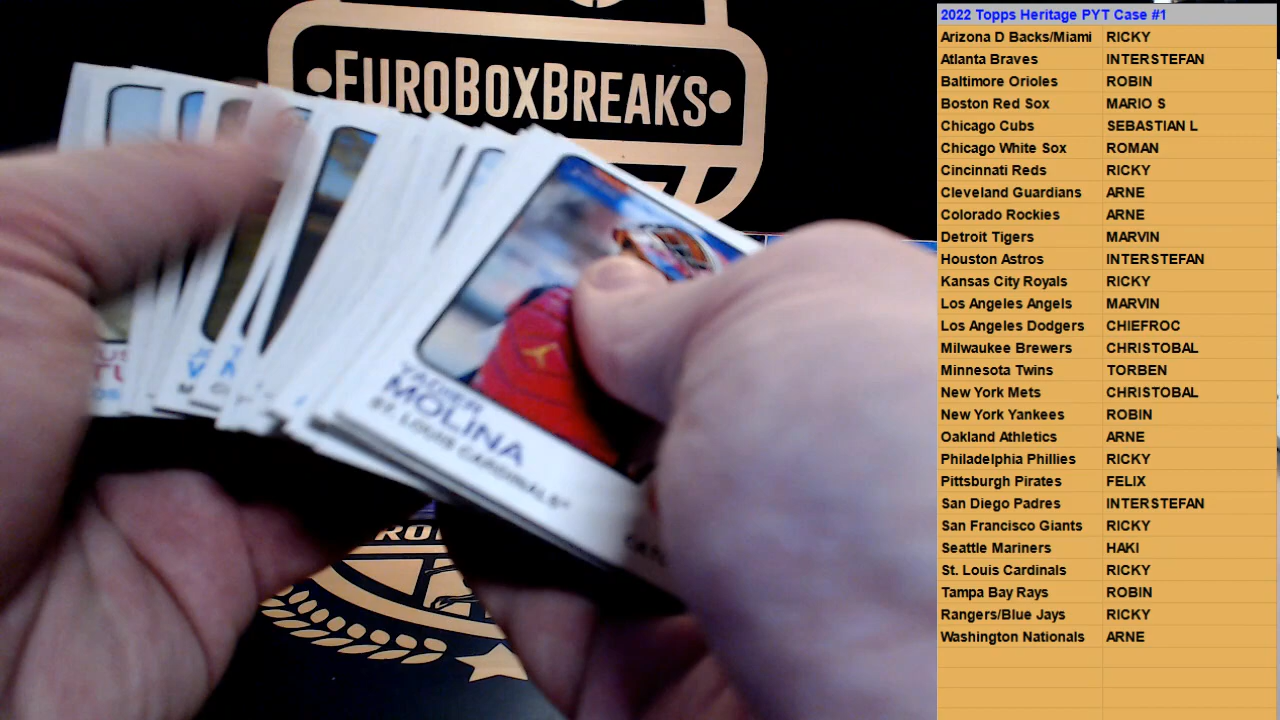 EUROBOXBREAKS
YADIER
MOLINA
ST. LOUIS CARDINALS
2022 Topps Heritage PYT Case #1
Arizona D Backs/Miami RICKY
Atlanta Braves INTERSTEFAN
Baltimore Orioles ROBIN
Boston Red Sox MARIO S
Chicago Cubs SEBASTIAN L
Chicago White Sox ROMAN
Cincinnati Reds RICKY
Cleveland Guardians ARNE
Colorado Rockies ARNE
Detroit Tigers MARVIN
Houston Astros INTERSTEFAN
Kansas City Royals RICKY
Los Angeles Angels MARVIN
Los Angeles Dodgers CHIEFROC
Milwaukee Brewers CHRISTOBAL
Minnesota Twins TORBEN
New York Mets CHRISTOBAL
New York Yankees ROBIN
Oakland Athletics ARNE
Philadelphia Phillies RICKY
Pittsburgh Pirates FELIX
San Diego Padres INTERSTEFAN
San Francisco Giants RICKY
Seattle Mariners HAKI
St. Louis Cardinals RICKY
Tampa Bay Rays ROBIN
Rangers/Blue Jays RICKY
Washington Nationals ARNE